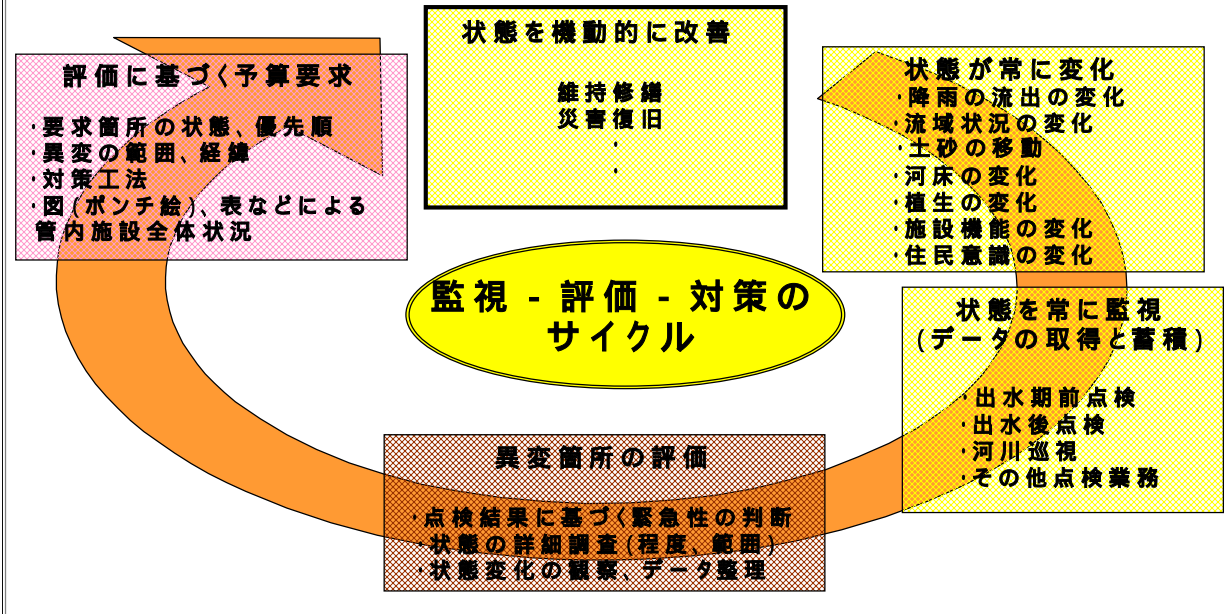 状態を機動的に改善
維持修繕
災害復旧
・
・
評価に基づく予算要求
・要求箇所の状態、優先順
・異変の範囲、経緯
・対策工法
・図(ポンチ絵)、表などによる
管内施設全体状況
状態が常に変化
・降雨の流出の変化
・流域状況の変化
・土砂の移動
・河床の変化
・植生の変化
・施設機能の変化
・住民意識の変化
監視-評価-対策の
サイクル
状態を常に監視
(データの取得と蓄積)
・出水期前点検
・出水後点検
・河川巡視
・その他点検業務
異変箇所の評価
・点検結果に基づく緊急性の判断
・状態の詳細調査(程度、範囲)
・状態変化の観察、データ整理